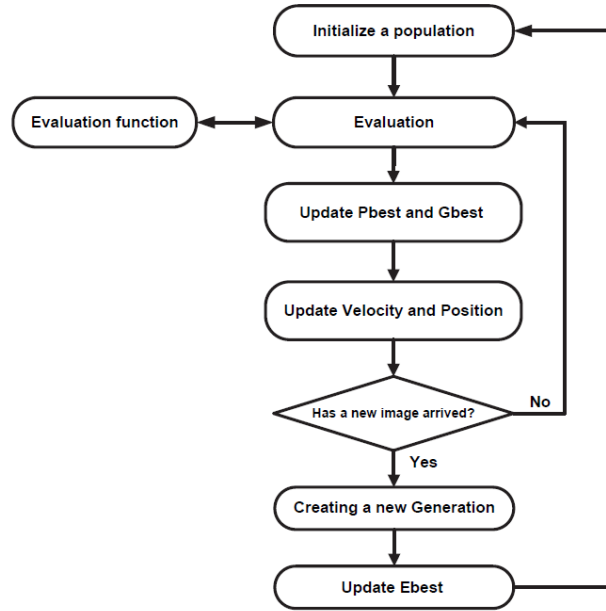 Initialize a population
Evaluation function
Evaluation
Update Pbest and Gbest
Update Velocity and Position
Has a new image arrived?
No
Yes
Creating a new Generation
Update Ebest